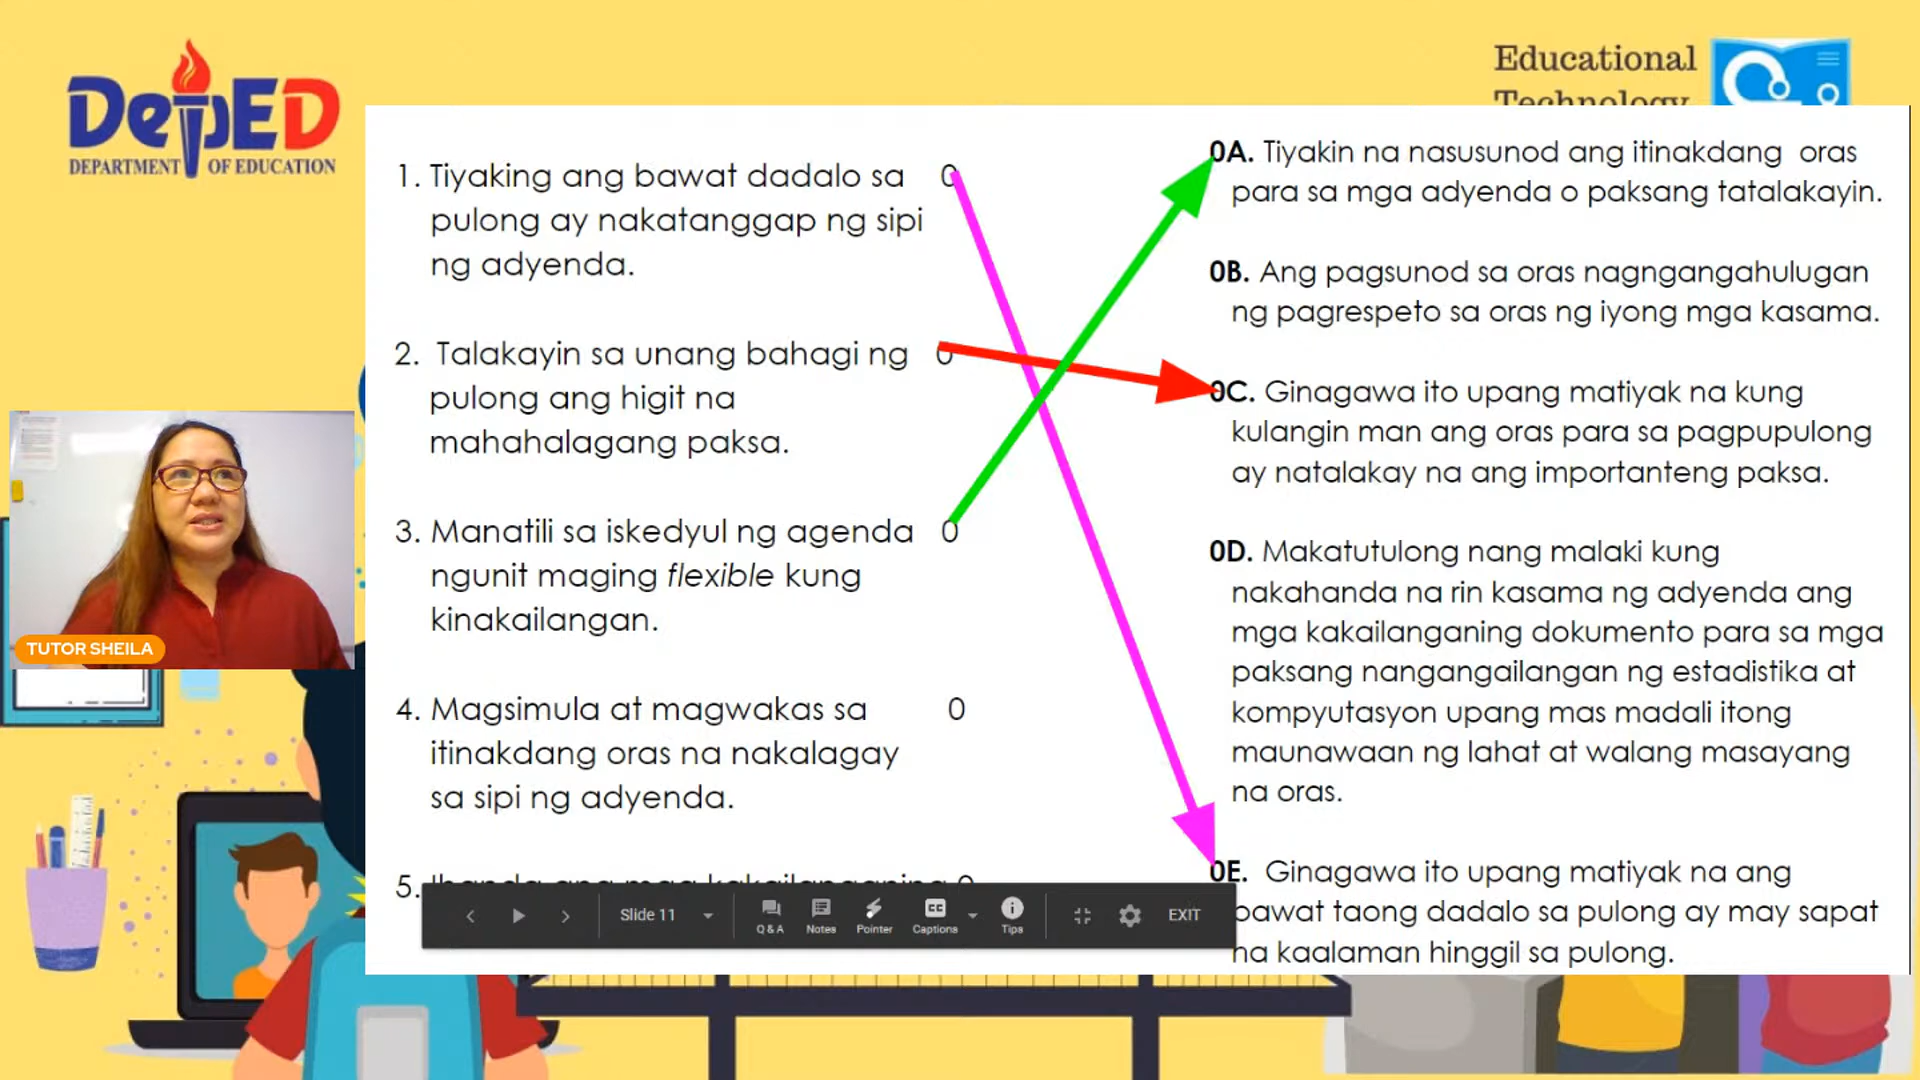 DepED
DEPARTMENT OF EDUCATION
Educational
Technology
1. Tiyaking ang bawat dadalo sa 0
pulong ay nakatanggap ng sipi
ng adyenda.
2. Talakayin sa unang bahagi ng 0
pulong ang higit na
mahahalagang paksa.
3. Manatili sa iskedyul ng agenda 0
ngunit maging flexible kung
kinakailangan.
4. Magsimula at magwakas sa 0
itinakdang oras na nakalagay
sa sipi ng adyenda.
5. Ihanda ang mga kakailanganing 0
0A. Tiyakin na nasusunod ang itinakdang oras
para sa mga adyenda o paksang tatalakayin.
0B. Ang pagsunod sa oras nagngangahulugan
ng pagrespeto sa oras ng iyong mga kasama.
0C. Ginagawa ito upang matiyak na kung
kulangin man ang oras para sa pagpupulong
ay natalakay na ang importanteng paksa.
0D. Makatutulong nang malaki kung
nakahanda na rin kasama ng adyenda ang
mga kakailanganing dokumento para sa mga
paksang nangangailangan ng estadistika at
kompyutasyon upang mas madali itong
maunawaan ng lahat at walang masayang
na oras.
0E. Ginagawa ito upang matiyak na ang
bawat taong dadalo sa pulong ay may sapat
na kaalaman hinggil sa pulong.
TUTOR SHEILA
Slide 11
Q & A
Notes
Pointer
CC
Captions
Tips
EXIT